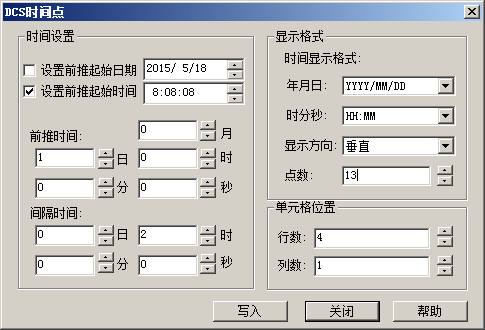 DCS时间点
时间设置
设置前推起始日期 2015/ 5/18
设置前推起始时间 8:08:08
前推时间: 0 月
1 日 0 时
0 分 0 秒
间隔时间:
0 日 2 时
0 分 0 秒
显示格式
时间显示格式:
年月日: YYYY/MM/DD
时分秒: HH:MM
显示方向: 垂直
点数: 13
单元格位置
行数: 4
列数: 1
写入 关闭 帮助